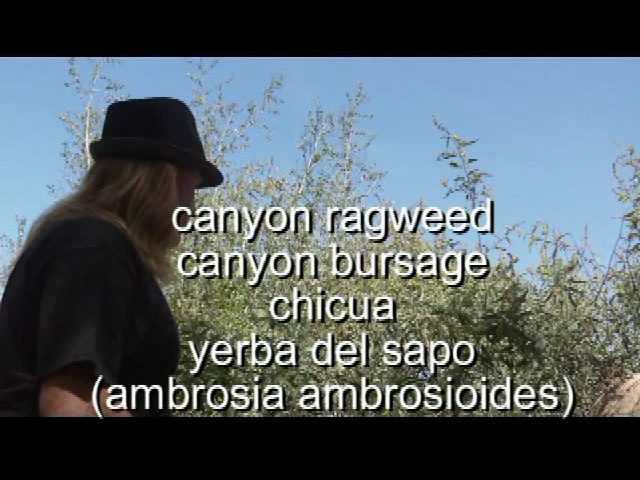 canyon ragweed
canyon bursage
chicua
yerba del sapo
(ambrosia ambrosioides)